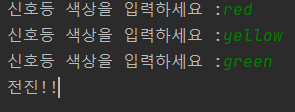 신호등 색상을 입력하세요 :red
신호등 색상을 입력하세요 :yellow
신호등 색상을 입력하세요 :green
전진!!